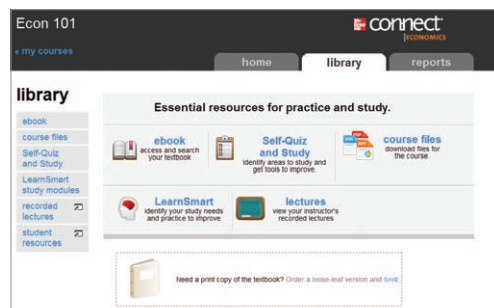 Econ 101
connect
ECONOMICS
« my courses
home
library
reports
library
ebook
course files
Self-Quiz
and Study
LearnSmart
study modules
recorded
lectures
student
resources
Essential resources for practice and study.
ebook
access and search
your textbook
Self-Quiz
and Study
identify areas to study and
get tools to improve
course files
download files for
the course
LearnSmart
identify your study needs
and practice to improve
lectures
view your instructor's
recorded lectures
Need a print copy of the textbook? Order a loose-leaf version and SAVE